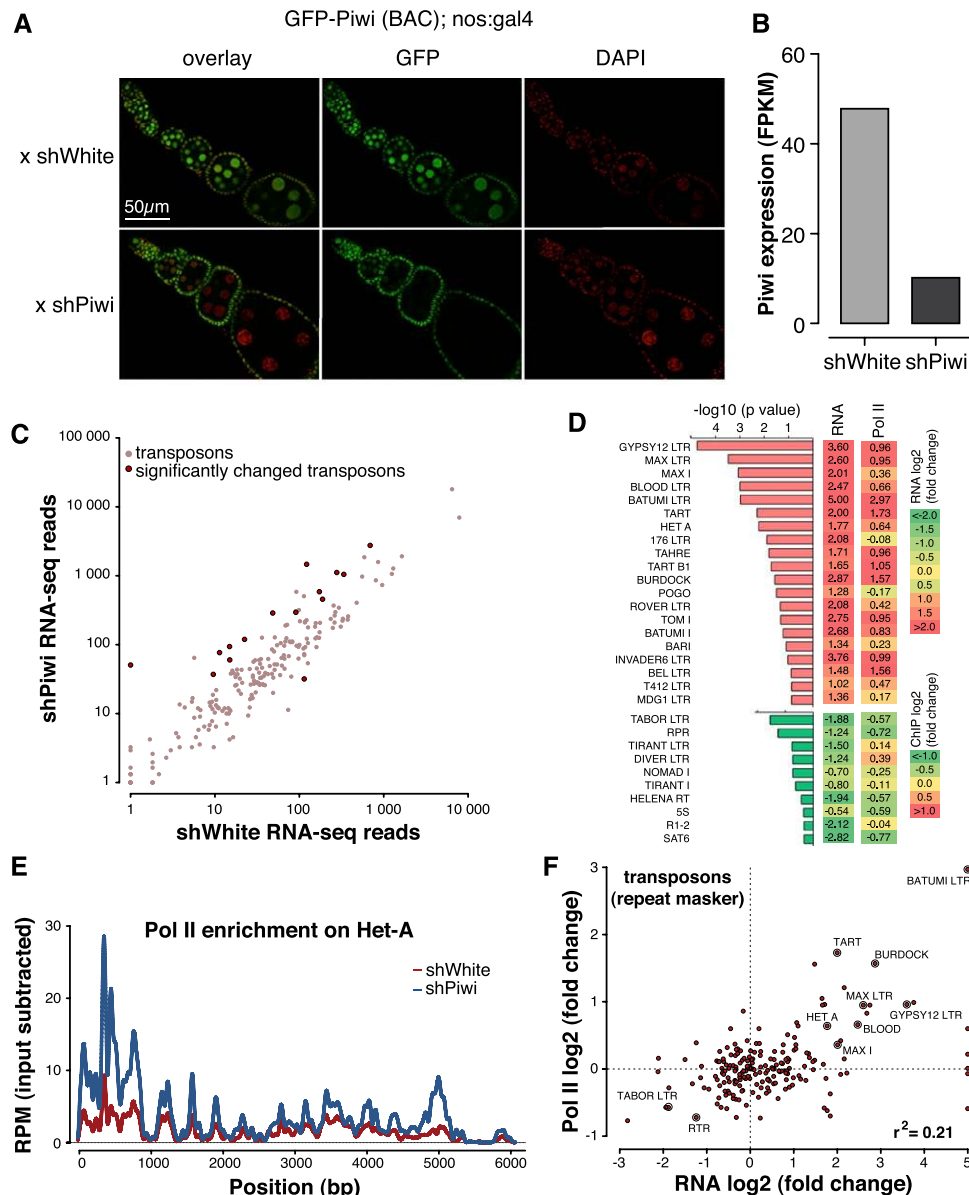 A
GFP-Piwi (BAC); nos:gal4
overlay GFP DAPI
x shWhite
50µm
x shPiwi
B
Piwi expression (FPKM)
60
40
20
0
shWhite shPiwi
C
shPiwi RNA-seq reads
100 000
10 000
1 000
100
10
1
transposons
significantly changed transposons
1 10 100 1 000 10 000
shWhite RNA-seq reads
D
-log10 (p value)
4 3 2 1
RNA
Pol II
GYPSY12 LTR 3.60 0.96
MAX LTR 2.60 0.95
MAX I 2.01 0.36
BLOOD LTR 2.47 0.66
BATUMI LTR 5.00 2.97
TART 2.00 1.73
HET A 1.77 0.64
176 LTR 2.08 -0.08
TAHRE 1.71 0.96
TART B1 1.65 1.05
BURDOCK 2.87 1.57
POGO 1.28 -0.17
ROVER LTR 2.08 0.42
TOM I 2.75 0.95
BATUMI I 2.68 0.83
BARI 1.34 0.23
INVADER6 LTR 3.76 0.99
BEL LTR 1.48 1.56
T412 LTR 1.02 0.47
MDG1 LTR 1.36 0.17
TABOR LTR -1.88 -0.57
RPR -1.24 -0.72
TIRANT LTR -1.50 0.14
DIVER LTR -1.24 0.39
NOMAD I -0.70 -0.25
TIRANT I -0.80 -0.11
HELENA RT -1.94 -0.57
5S -0.54 -0.59
R1-2 -2.12 -0.04
SAT6 -2.82 -0.77
RNA log2
(fold change)
<-2.0
-1.5
-1.0
-0.5
0.0
0.5
1.0
1.5
>2.0
ChIP log2
(fold change)
<-1.0
-0.5
0.0
0.5
>1.0
E
Pol II enrichment on Het-A
RPM (input subtracted)
30
20
10
0
shWhite
shPiwi
0 1000 2000 3000 4000 5000 6000
Position (bp)
F
transposons
(repeat masker)
Pol II log2 (fold change)
3
2
1
0
-1
BATUMI LTR
TART
BURDOCK
MAX LTR
GYPSY12 LTR
HET A
BLOOD
MAX I
TABOR LTR
RTR
r²= 0.21
-3 -2 -1 0 1 2 3 4 5
RNA log2 (fold change)